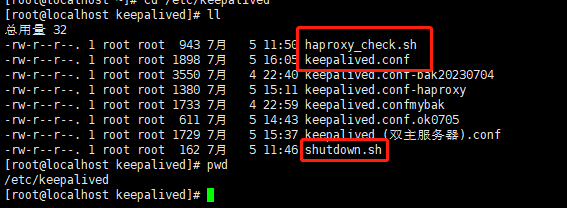 [root@localhost ~]# cd /etc/keepalived
[root@localhost keepalived]# ll
总用量 32
-rw-r--r--. 1 root root  943 7月   5 11:50 haproxy_check.sh
-rw-r--r--. 1 root root 1898 7月   5 16:05 keepalived.conf
-rw-r--r--. 1 root root 3550 7月   4 22:40 keepalived.conf-bak20230704
-rw-r--r--. 1 root root 1380 7月   5 15:11 keepalived.conf-haproxy
-rw-r--r--. 1 root root 1733 7月   4 22:59 keepalived.confmybak
-rw-r--r--. 1 root root  611 7月   5 14:43 keepalived.conf.ok0705
-rw-r--r--. 1 root root 1729 7月   5 15:37 keepalived (双主服务器).conf
-rw-r--r--. 1 root root  162 7月   5 11:46 shutdown.sh
[root@localhost keepalived]# pwd
/etc/keepalived
[root@localhost keepalived]#